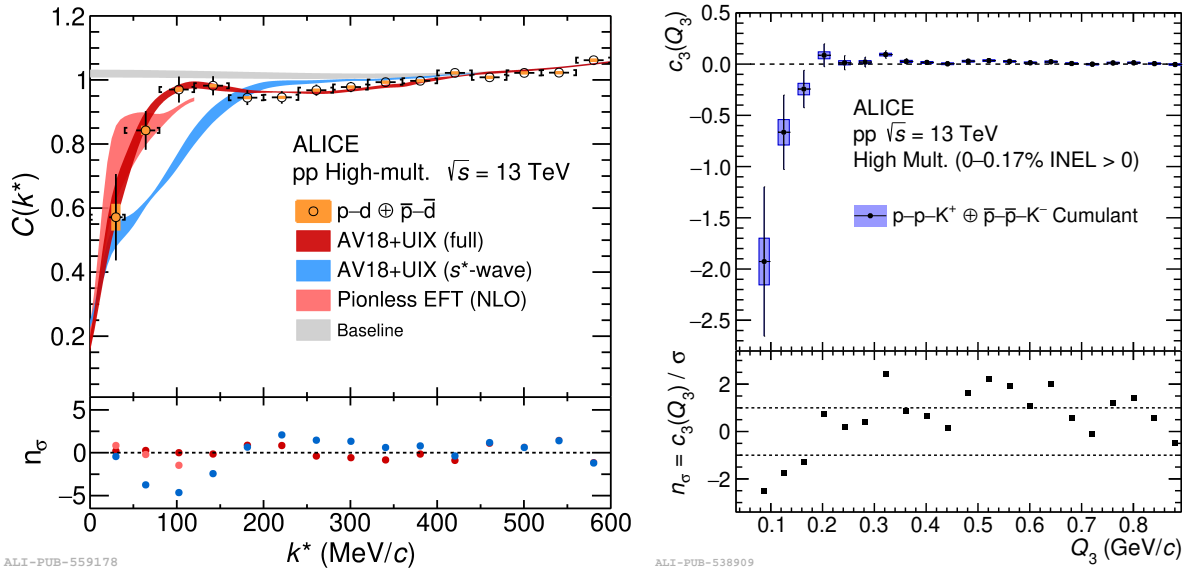 1.2
1
0.8
0.6
0.4
0.2
C(k*)
ALICE
pp High-mult. √s = 13 TeV
p–d ⊕ p̅–d̅
AV18+UIX (full)
AV18+UIX (s*-wave)
Pionless EFT (NLO)
Baseline
5
0
−5
nσ
0 100 200 300 400 500 600
k* (MeV/c)
ALI-PUB-559178
0.5
0.0
−0.5
−1.0
−1.5
−2.0
−2.5
c₃(Q₃)
ALICE
pp √s = 13 TeV
High Mult. (0–0.17% INEL > 0)
p–p–K⁺ ⊕ p̅–p̅–K⁻ Cumulant
2
0
−2
nσ = c₃(Q₃) / σ
0.1 0.2 0.3 0.4 0.5 0.6 0.7 0.8
Q₃ (GeV/c)
ALI-PUB-538909